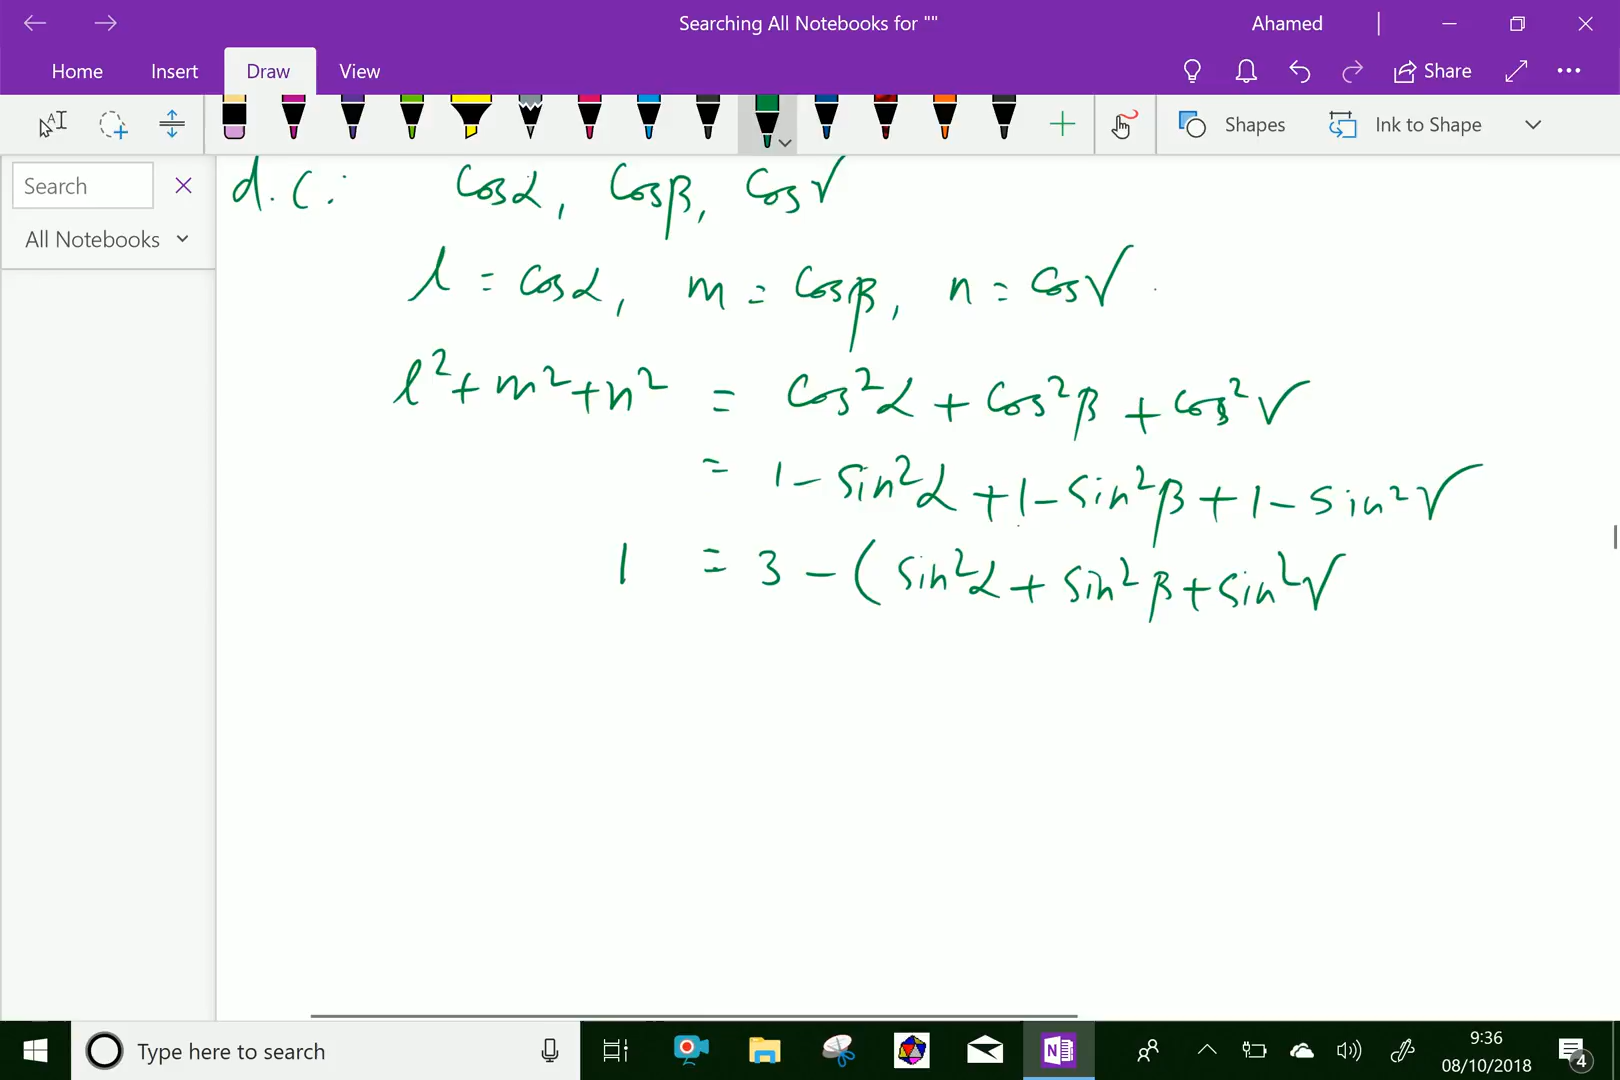 Searching All Notebooks for "" Ahamed
Home Insert Draw View Share
Shapes Ink to Shape
Search
All Notebooks
d.c: Cosα, Cosβ, Cosγ
l = cosα, m = Cosβ, n = Cosγ.
l² + m² + n² = Cos²α + Cos²β + Cos²γ
= 1 - Sin²α + 1 - Sin²β + 1 - Sin²γ
1 = 3 - (Sin²α + Sin²β + Sin²γ
Type here to search
9:36
08/10/2018
4